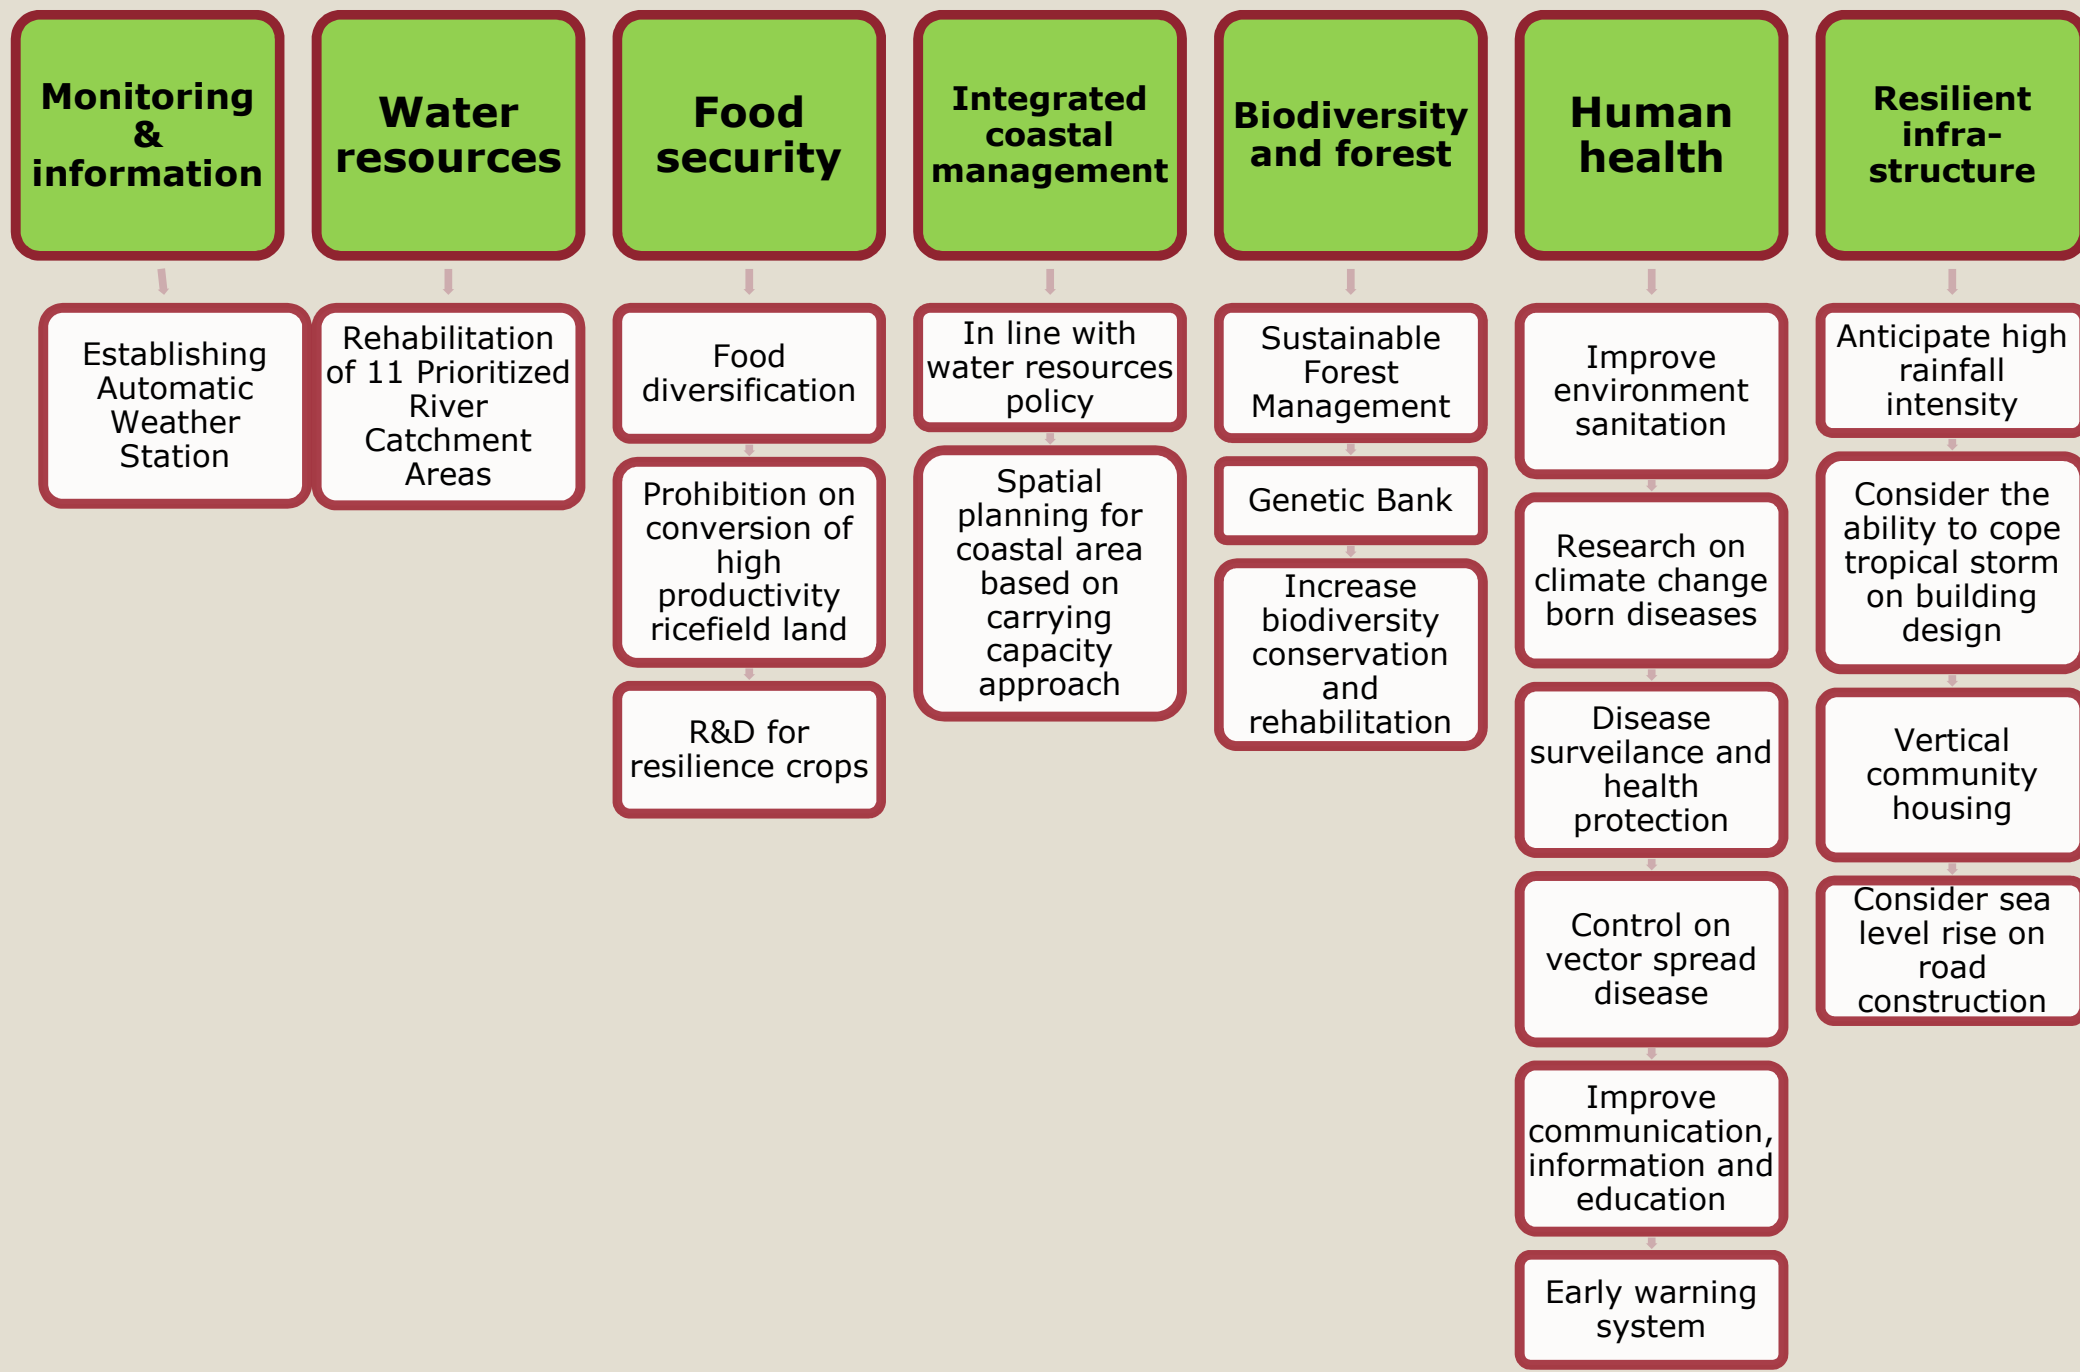 Monitoring
&
information
Establishing
Automatic
Weather
Station
Water
resources
Rehabilitation
of 11 Prioritized
River
Catchment
Areas
Food
security
Food
diversification
Prohibition on
conversion of
high
productivity
ricefield land
R&D for
resilience crops
Integrated
coastal
management
In line with
water resources
policy
Spatial
planning for
coastal area
based on
carrying
capacity
approach
Biodiversity
and forest
Sustainable
Forest
Management
Genetic Bank
Increase
biodiversity
conservation
and
rehabilitation
Human
health
Improve
environment
sanitation
Research on
climate change
born diseases
Disease
surveilance and
health
protection
Control on
vector spread
disease
Improve
communication,
information and
education
Early warning
system
Resilient
infra-
structure
Anticipate high
rainfall
intensity
Consider the
ability to cope
tropical storm
on building
design
Vertical
community
housing
Consider sea
level rise on
road
construction